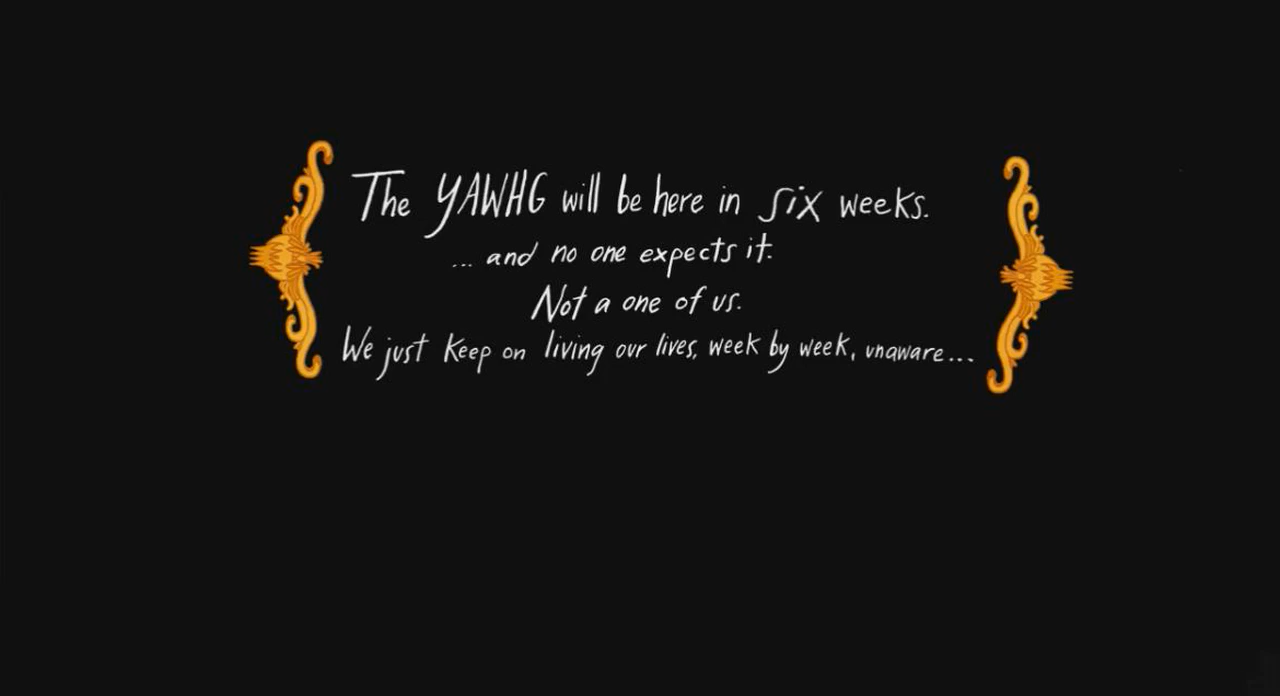 The YAWHG will be here in six weeks.
... and no one expects it.
Not a one of us.
We just keep on living our lives, week by week, unaware...